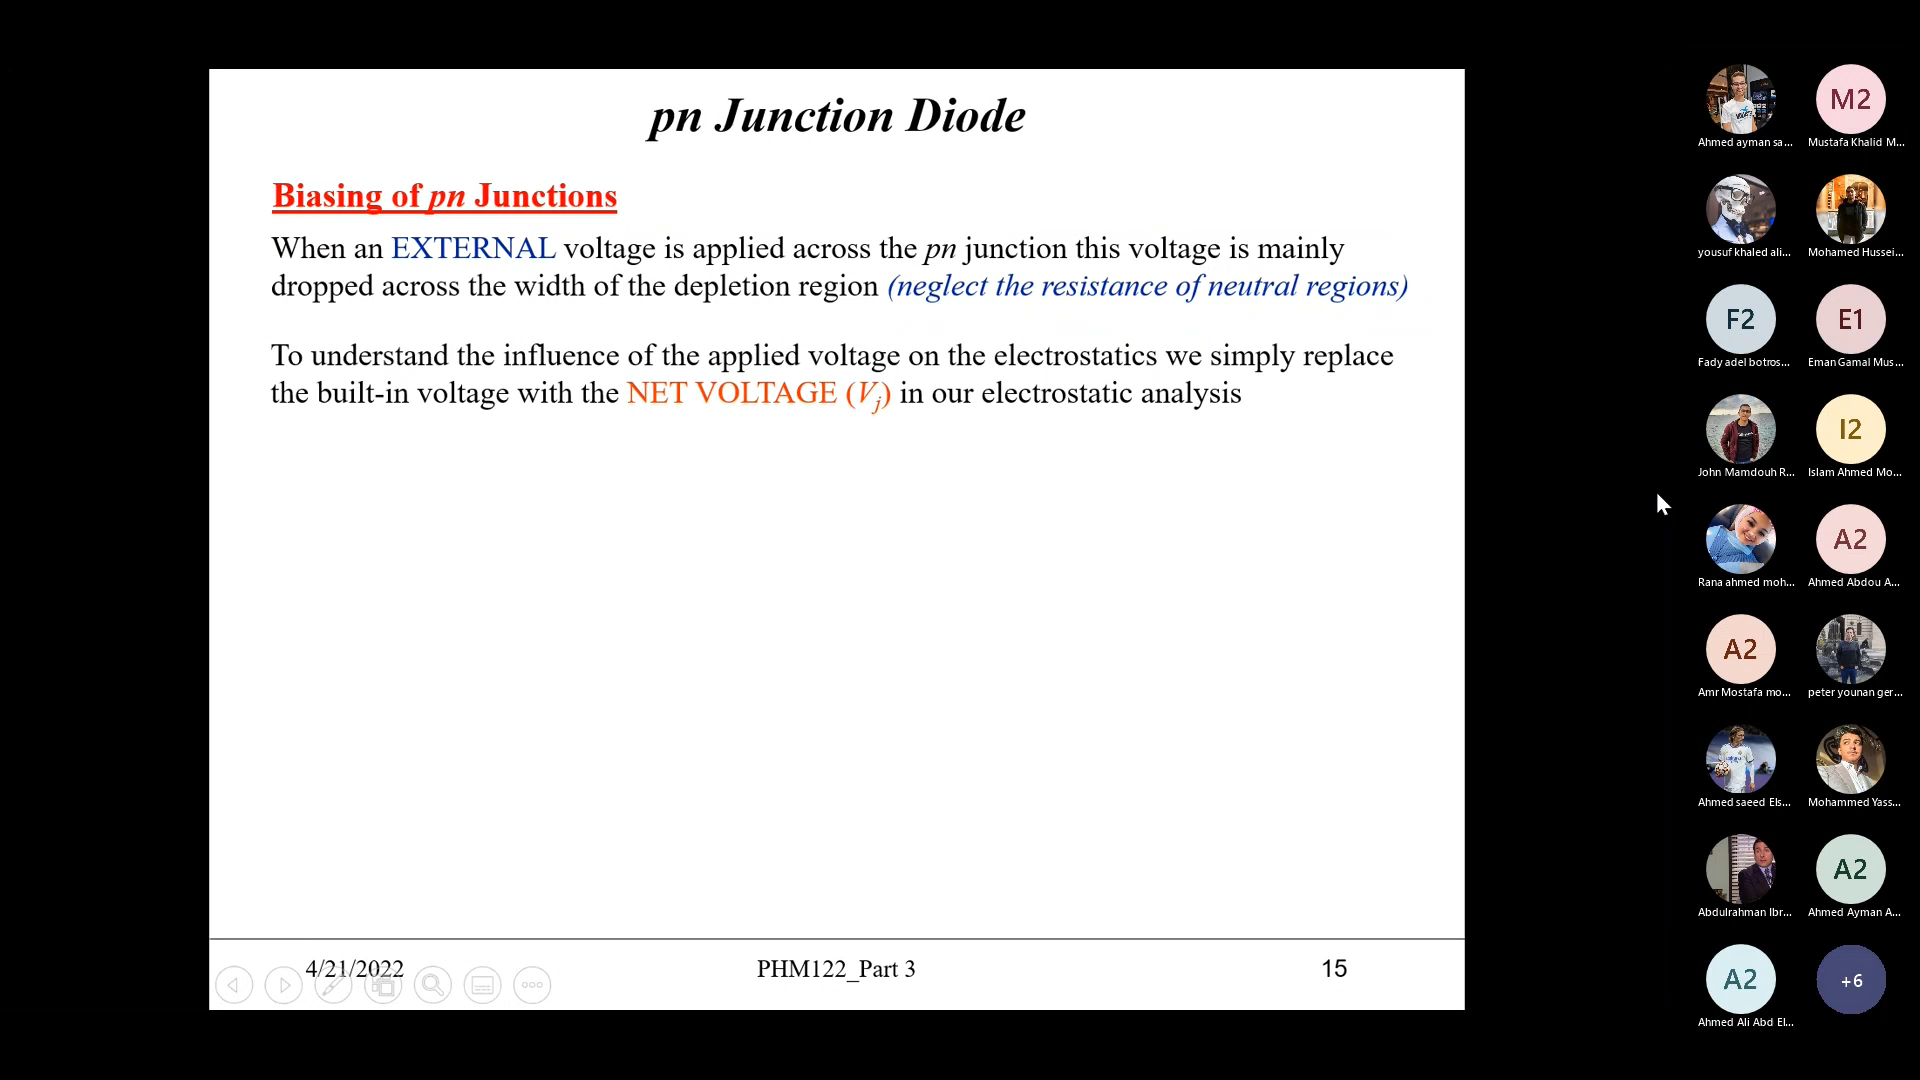 pn Junction Diode
Biasing of pn Junctions
When an EXTERNAL voltage is applied across the pn junction this voltage is mainly
dropped across the width of the depletion region (neglect the resistance of neutral regions)
To understand the influence of the applied voltage on the electrostatics we simply replace
the built-in voltage with the NET VOLTAGE (Vj) in our electrostatic analysis
4/21/2022
PHM122_Part 3
15
Ahmed ayman sa...
M2
Mustafa Khalid M...
yousuf khaled ali...
Mohamed Hussei...
F2
Fady adel botros...
E1
Eman Gamal Mus...
John Mamdouh R...
I2
Islam Ahmed Mo...
Rana ahmed moh...
A2
Ahmed Abdou A...
A2
Amr Mostafa mo...
peter younan ger...
Ahmed saeed Els...
Mohammed Yass...
Abdulrahman Ibr...
A2
Ahmed Ayman A...
A2
Ahmed Ali Abd El...
+6